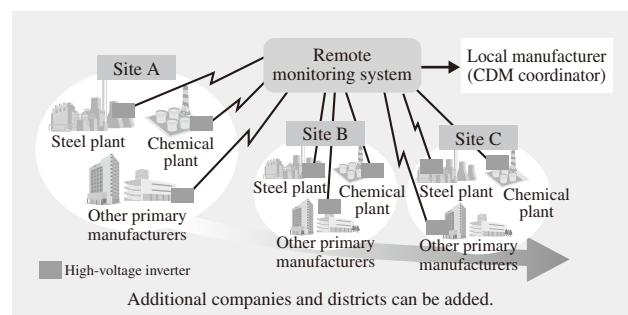 Remote
monitoring system
Local manufacturer
(CDM coordinator)
Site A
Steel plant
Chemical
plant
Other primary
manufacturers
Site B
Steel plant
Chemical
plant
Other primary
manufacturers
Site C
Steel plant
Chemical
plant
Other primary
manufacturers
High-voltage inverter
Additional companies and districts can be added.